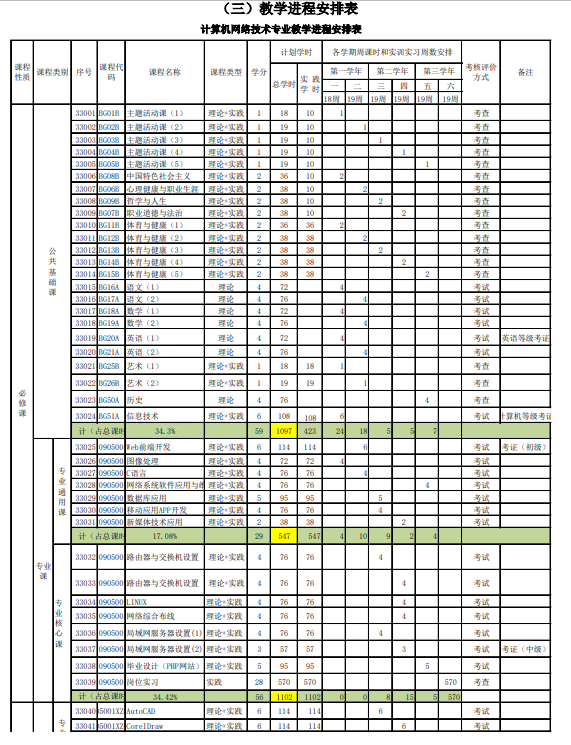 （三）教学进程安排表
计算机网络技术专业教学进程安排表
课程性质 课程类别 序号 课程代码 课程名称 课程类型 学分 计划学时 各学期周课时和实训实习周数安排 考核评价方式 备注
总学时 实践学时 第一学年 第二学年 第三学年
一 二 三 四 五 六
18周 19周 19周 19周 19周 19周
必修课
公共基础课
33001 BG01B 主题活动课（1） 理论+实践 1 18 10 1 考查
33002 BG02B 主题活动课（2） 理论+实践 1 19 10 1 考查
33003 BG03B 主题活动课（3） 理论+实践 1 19 10 1 考查
33004 BG04B 主题活动课（4） 理论+实践 1 19 10 1 考查
33005 BG05B 主题活动课（5） 理论+实践 1 19 10 1 考查
33006 BG08B 中国特色社会主义 理论+实践 2 36 10 2 考查
33007 BG06B 心理健康与职业生涯 理论+实践 2 38 10 2 考查
33008 BG09B 哲学与人生 理论+实践 2 38 10 2 考查
33009 BG07B 职业道德与法治 理论+实践 2 38 10 2 考查
33010 BG11B 体育与健康（1） 理论+实践 2 36 36 2 考查
33011 BG12B 体育与健康（2） 理论+实践 2 38 38 2 考查
33012 BG13B 体育与健康（3） 理论+实践 2 38 38 2 考查
33013 BG14B 体育与健康（4） 理论+实践 2 38 38 2 考查
33014 BG15B 体育与健康（5） 理论+实践 2 38 38 2 考查
33015 BG16A 语文（1） 理论 4 72 4 考试
33016 BG17A 语文（2） 理论 4 76 4 考试
33017 BG18A 数学（1） 理论 4 72 4 考试
33018 BG19A 数学（2） 理论 4 76 4 考试
33019 BG20A 英语（1） 理论 4 72 4 考试 英语等级考证
33020 BG21A 英语（2） 理论 4 76 4 考试
33021 BG25B 艺术（1） 理论+实践 1 18 18 1 考查
33022 BG26B 艺术（2） 理论+实践 1 19 19 1 考查
33023 BG50A 历史 理论 4 76 4 考查
33024 BG51A 信息技术 理论+实践 6 108 108 6 考试 计算机等级考证
计（占总课时 34.3% 59 1097 423 24 18 5 5 7
专业课
专业通用课
33025 090500 Web前端开发 理论+实践 6 114 114 6 考试 考证（初级）
33026 090500 图像处理 理论+实践 4 72 72 4 考试
33027 090500 C语言 理论+实践 4 76 76 4 考试
33028 090500 网络系统软件应用与维 理论+实践 4 76 76 4 考试
33029 090500 数据库应用 理论+实践 5 95 95 5 考试
33030 090500 移动应用APP开发 理论+实践 4 76 76 4 考试
33031 090500 新媒体技术应用 理论+实践 2 38 38 2 考试
计（占总课时 17.08% 29 547 547 4 10 9 2 4
专业核心课
33032 090500 路由器与交换机设置 理论+实践 4 76 76 4 考试
33033 090500 路由器与交换机设置 理论+实践 4 76 76 4 考试
33034 090500 LINUX 理论+实践 4 76 76 4 考试
33035 090500 网络综合布线 理论+实践 4 76 76 4 考试
33036 090500 局域网服务器设置(1) 理论+实践 4 76 76 4 考试
33037 090500 局域网服务器设置(2) 理论+实践 3 57 57 3 考试 考证（中级）
33038 090500 毕业设计（PHP网站） 理论+实践 5 95 95 5 考试
33039 090500 岗位实习 实践 28 570 570 570 考查
计（占总课时 34.42% 56 1102 1102 0 0 8 15 5 570
专
33040 05001XZ AutoCAD 理论+实践 6 114 114 6 考试
33041 05001XZ CorelDraw 理论+实践 6 114 114 6 考试